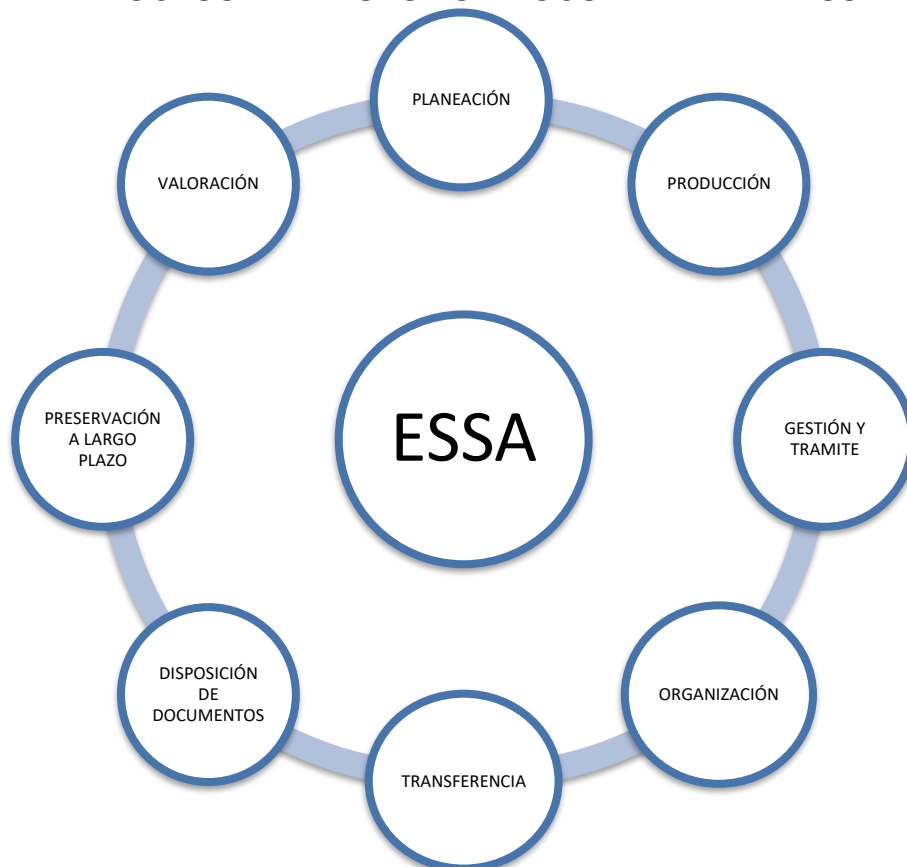 PLANEACIÓN
PRODUCCIÓN
GESTIÓN Y
TRAMITE
ORGANIZACIÓN
TRANSFERENCIA
DISPOSICIÓN
DE
DOCUMENTOS
PRESERVACIÓN
A LARGO
PLAZO
VALORACIÓN
ESSA